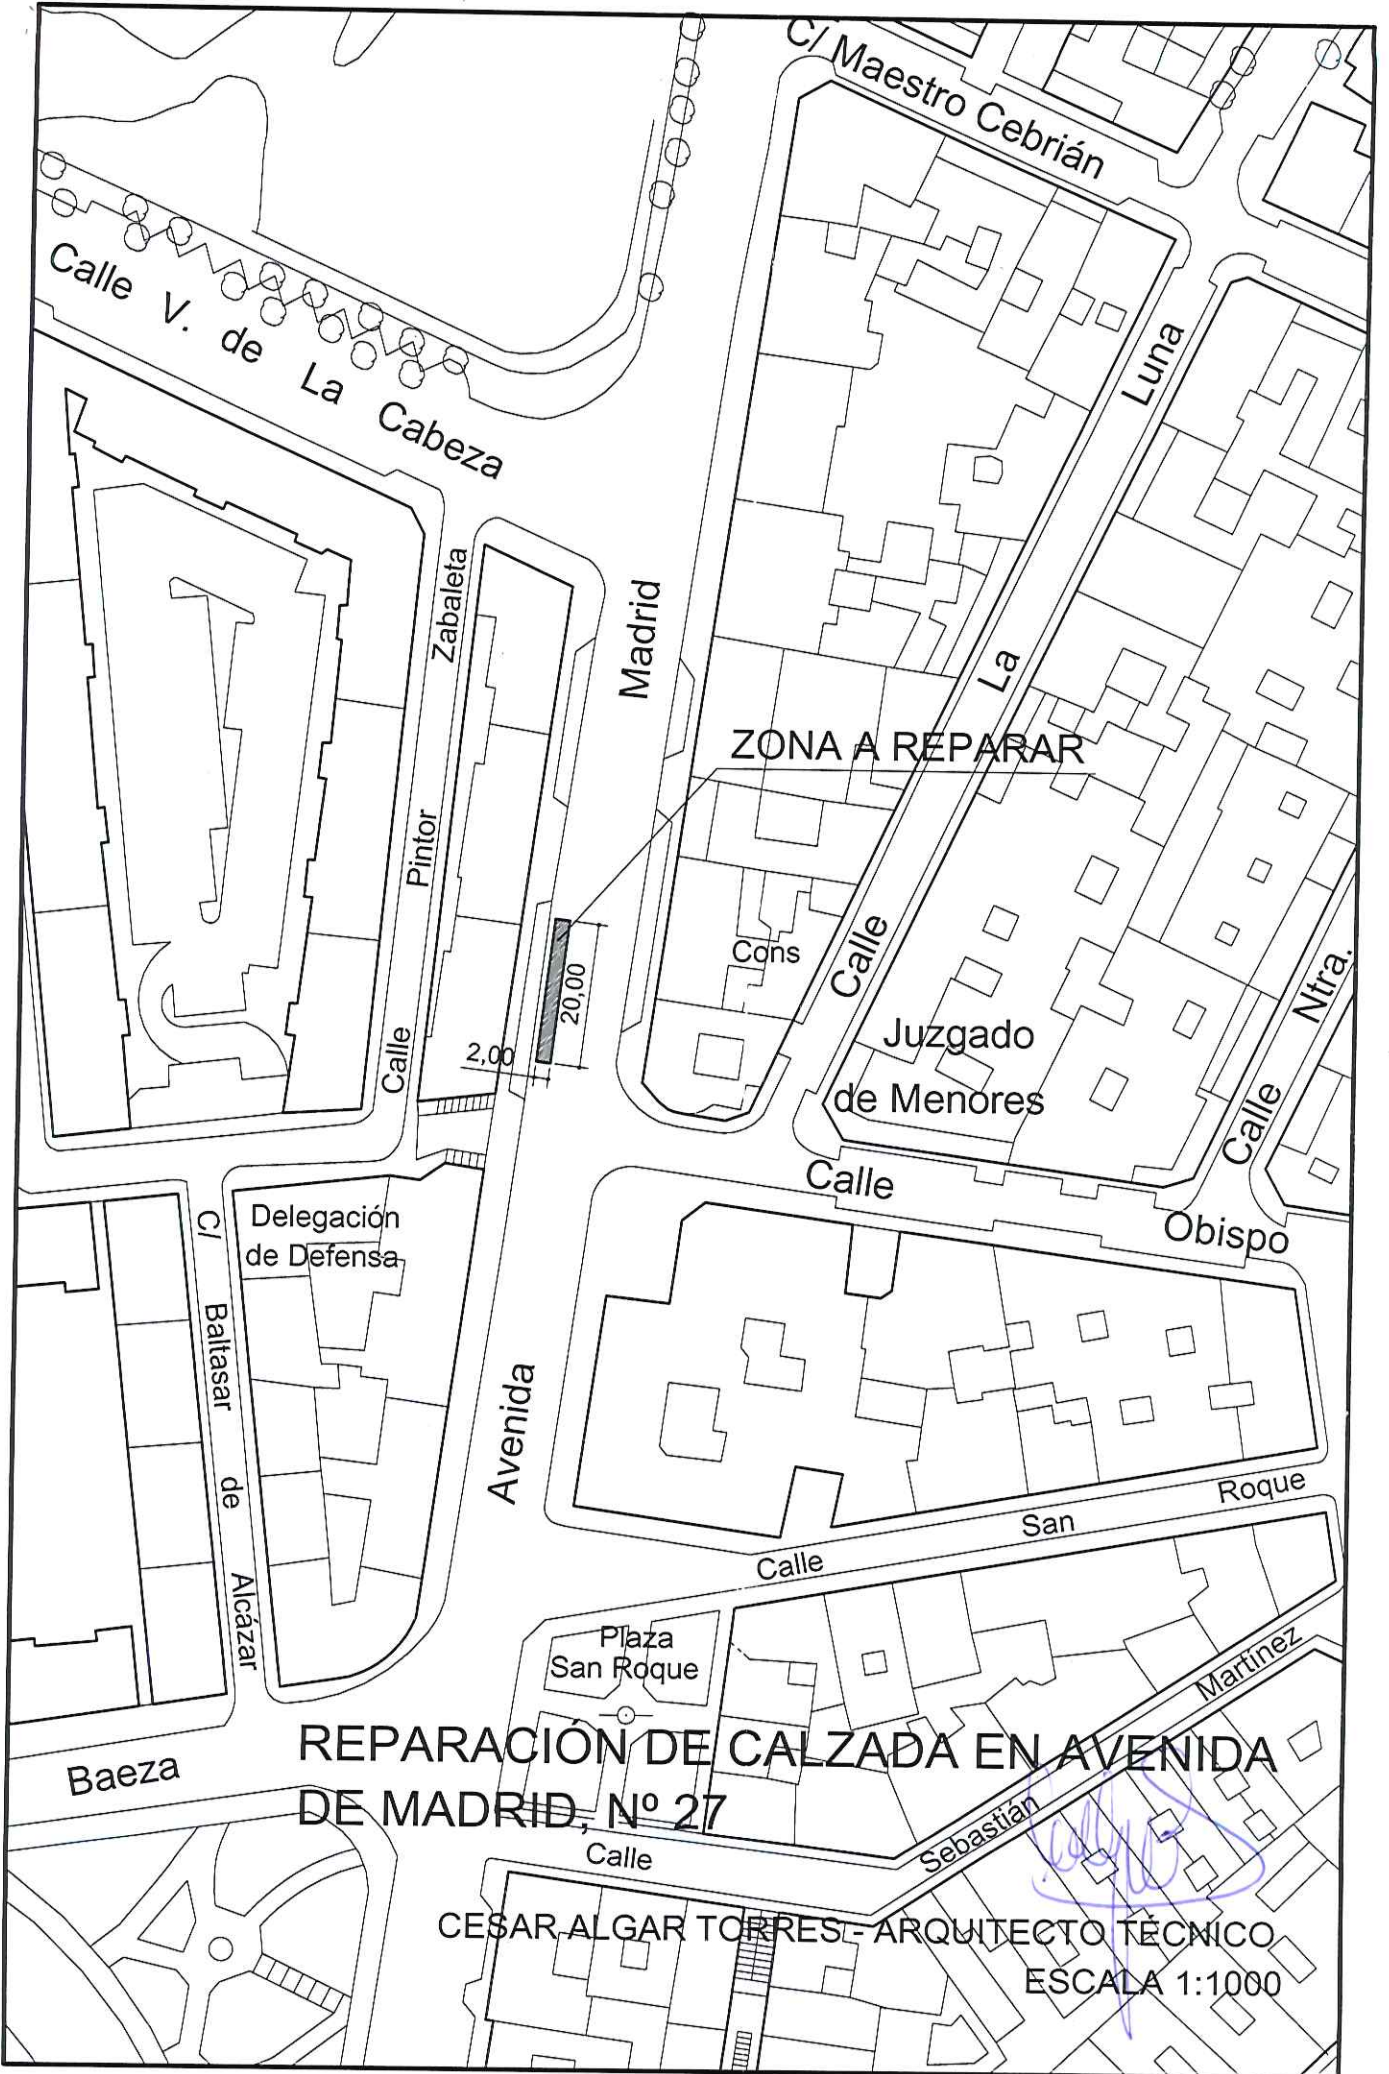 C/ Maestro Cebrián
Calle V. de La Cabeza
Luna
Zabaleta
Madrid
La
ZONA A REPARAR
Pintor
Cons
Calle
20,00
Ntra.
Juzgado
de Menores
2,00
Calle
Calle
Calle
Obispo
Delegación
de Defensa
C/ Baltasar de Alcázar
Avenida
Calle San Roque
Plaza
San Roque
Martínez
REPARACIÓN DE CALZADA EN AVENIDA
DE MADRID, Nº 27
Baeza
Sebastián
Calle
CESAR ALGAR TORRES - ARQUITECTO TÉCNICO
ESCALA 1:1000